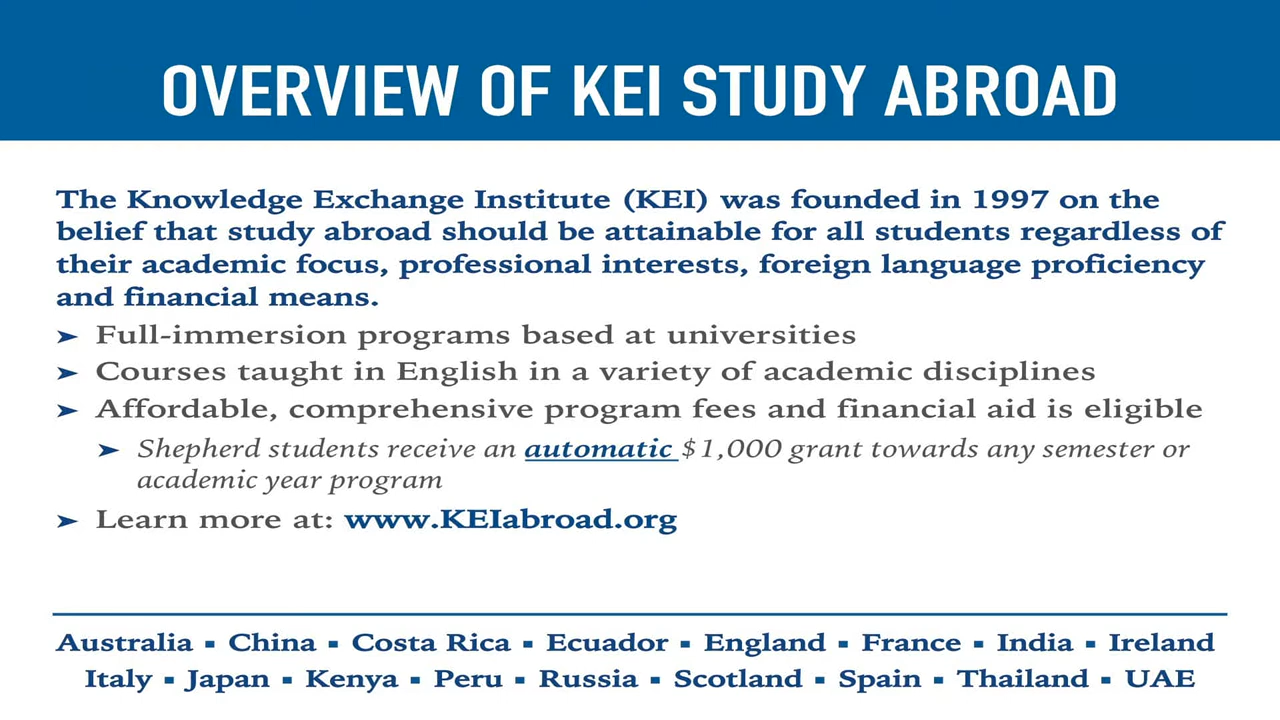 OVERVIEW OF KEI STUDY ABROAD
The Knowledge Exchange Institute (KEI) was founded in 1997 on the
belief that study abroad should be attainable for all students regardless of
their academic focus, professional interests, foreign language proficiency
and financial means.
➤ Full-immersion programs based at universities
➤ Courses taught in English in a variety of academic disciplines
➤ Affordable, comprehensive program fees and financial aid is eligible
➤ Shepherd students receive an automatic $1,000 grant towards any semester or
academic year program
➤ Learn more at: www.KEIabroad.org
Australia ▪ China ▪ Costa Rica ▪ Ecuador ▪ England ▪ France ▪ India ▪ Ireland
Italy ▪ Japan ▪ Kenya ▪ Peru ▪ Russia ▪ Scotland ▪ Spain ▪ Thailand ▪ UAE